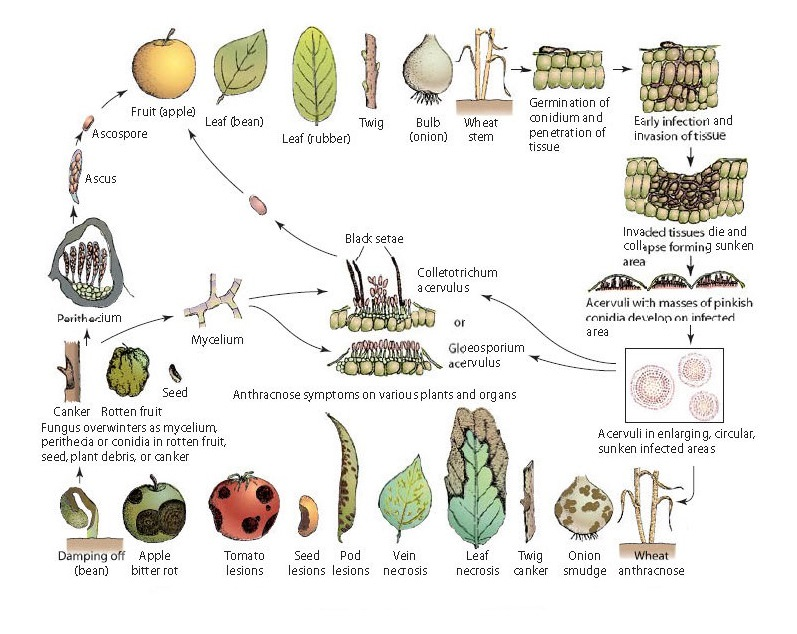 Fruit (apple)
Leaf (bean)
Leaf (rubber)
Twig
Bulb
(onion)
Wheat
stem
Germination of
conidium and
penetration of
tissue
Early infection and
invasion of tissue
Ascospore
Ascus
Invaded tissues die and
collapse forming sunken
area
Black setae
Colletotrichum
acervulus
or
Gloeosporium
acervulus
Acervuli with masses of pinkish
conidia develop on infected
area
Perithecium
Mycelium
Canker
Rotten fruit
Seed
Fungus overwinters as mycelium,
perithecia or conidia in rotten fruit,
seed, plant debris, or canker
Anthracnose symptoms on various plants and organs
Acervuli in enlarging, circular,
sunken infected areas
Damping off
(bean)
Apple
bitter rot
Tomato
lesions
Seed
lesions
Pod
lesions
Vein
necrosis
Leaf
necrosis
Twig
canker
Onion
smudge
Wheat
anthracnose